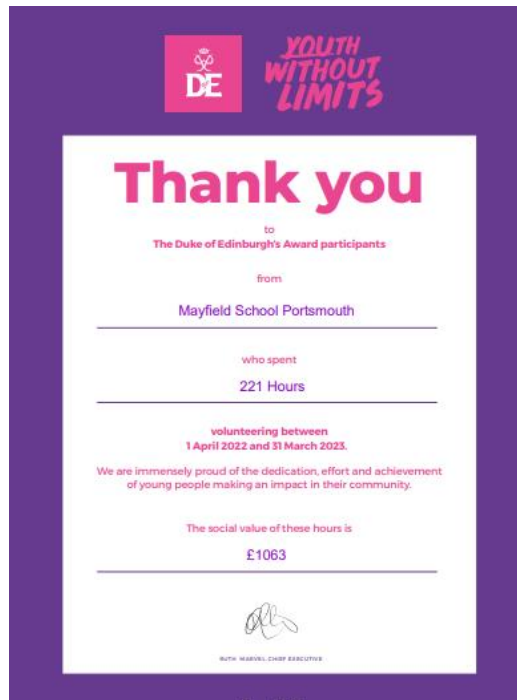 DofE
YOUTH
WITHOUT
LIMITS
Thank you
to
The Duke of Edinburgh's Award participants
from
Mayfield School Portsmouth
who spent
221 Hours
volunteering between
1 April 2022 and 31 March 2023.
We are immensely proud of the dedication, effort and achievement
of young people making an impact in their community.
The social value of these hours is
£1063
RUTH MARVEL, CHIEF EXECUTIVE